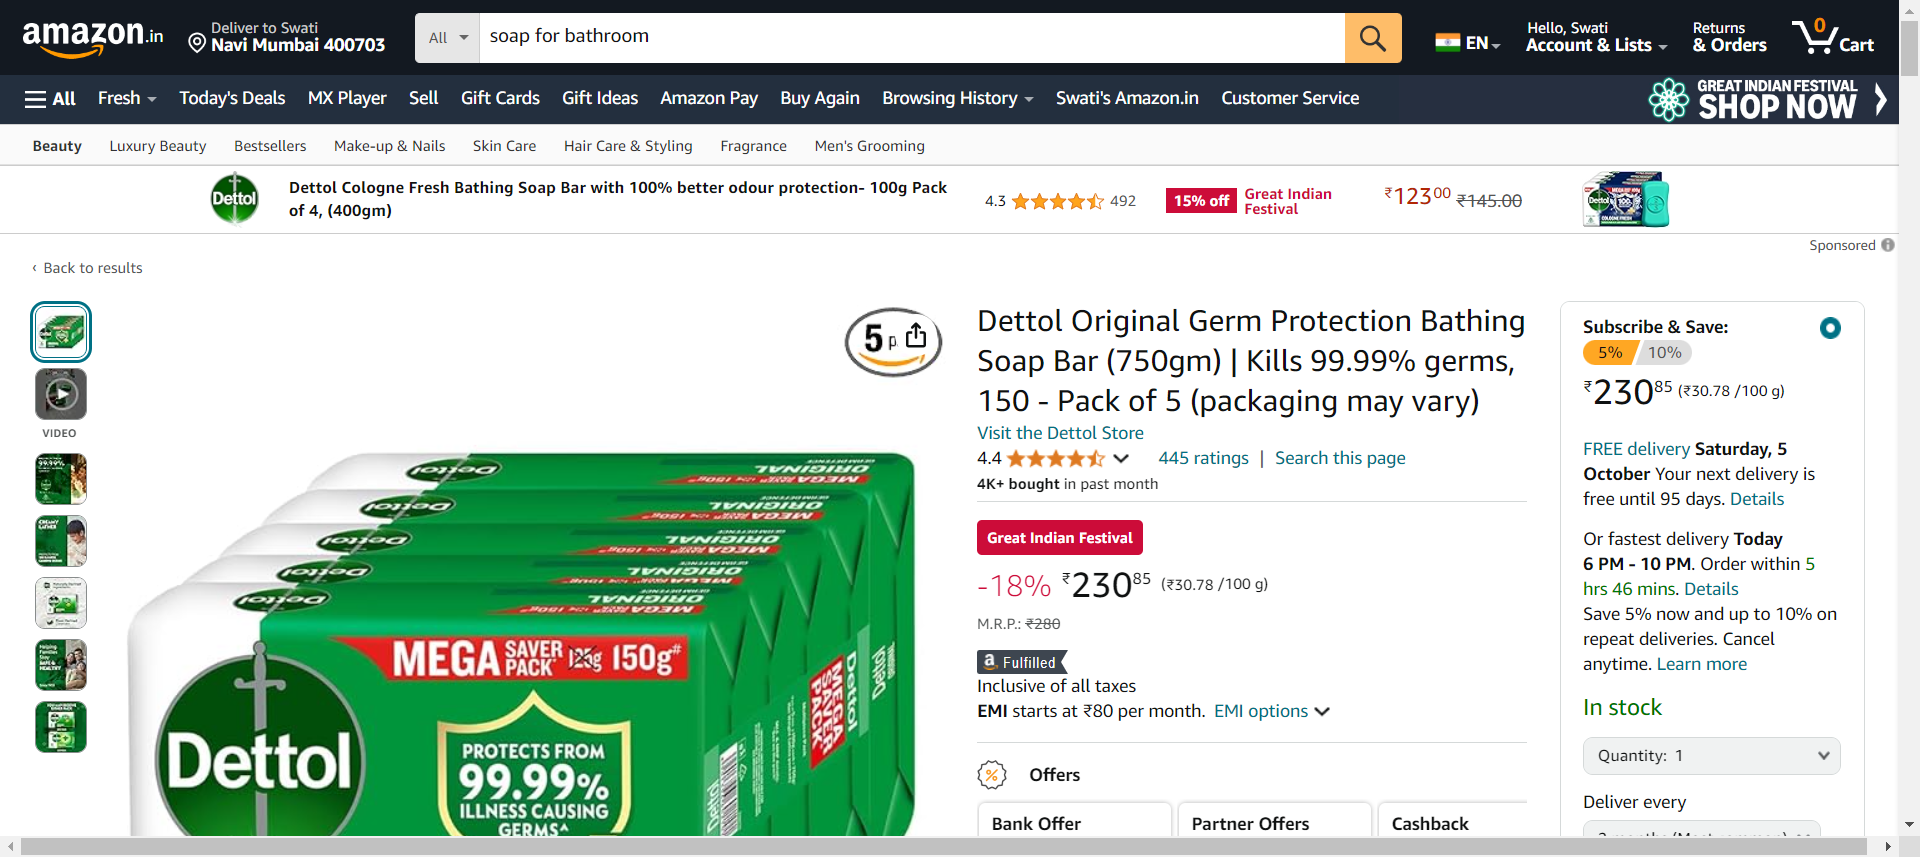 amazon.in
Deliver to Swati
Navi Mumbai 400703
All
soap for bathroom
EN
Hello, Swati
Account & Lists
Returns
& Orders
0
Cart
All
Fresh
Today's Deals
MX Player
Sell
Gift Cards
Gift Ideas
Amazon Pay
Buy Again
Browsing History
Swati's Amazon.in
Customer Service
GREAT INDIAN FESTIVAL
SHOP NOW
Beauty
Luxury Beauty
Bestsellers
Make-up & Nails
Skin Care
Hair Care & Styling
Fragrance
Men's Grooming
Dettol
Dettol Cologne Fresh Bathing Soap Bar with 100% better odour protection- 100g Pack
of 4, (400gm)
4.3
492
15% off
Great Indian
Festival
₹12300 ₹145.00
Sponsored
‹ Back to results
VIDEO
5 p
Dettol
ORIGINAL
MEGA SAVER PACK 125g 150g#
PROTECTS FROM
99.99%
ILLNESS CAUSING
GERMS^
Dettol
MEGA SAVER PACK
Dettol
Dettol Original Germ Protection Bathing
Soap Bar (750gm) | Kills 99.99% germs,
150 - Pack of 5 (packaging may vary)
Visit the Dettol Store
4.4
445 ratings | Search this page
4K+ bought in past month
Great Indian Festival
-18% ₹23085 (₹30.78 /100 g)
M.R.P.: ₹280
a Fulfilled
Inclusive of all taxes
EMI starts at ₹80 per month. EMI options
Offers
Bank Offer
Partner Offers
Cashback
Subscribe & Save:
5% 10%
₹23085 (₹30.78 /100 g)
FREE delivery Saturday, 5
October Your next delivery is
free until 95 days. Details
Or fastest delivery Today
6 PM - 10 PM. Order within 5
hrs 46 mins. Details
Save 5% now and up to 10% on
repeat deliveries. Cancel
anytime. Learn more
In stock
Quantity: 1
Deliver every